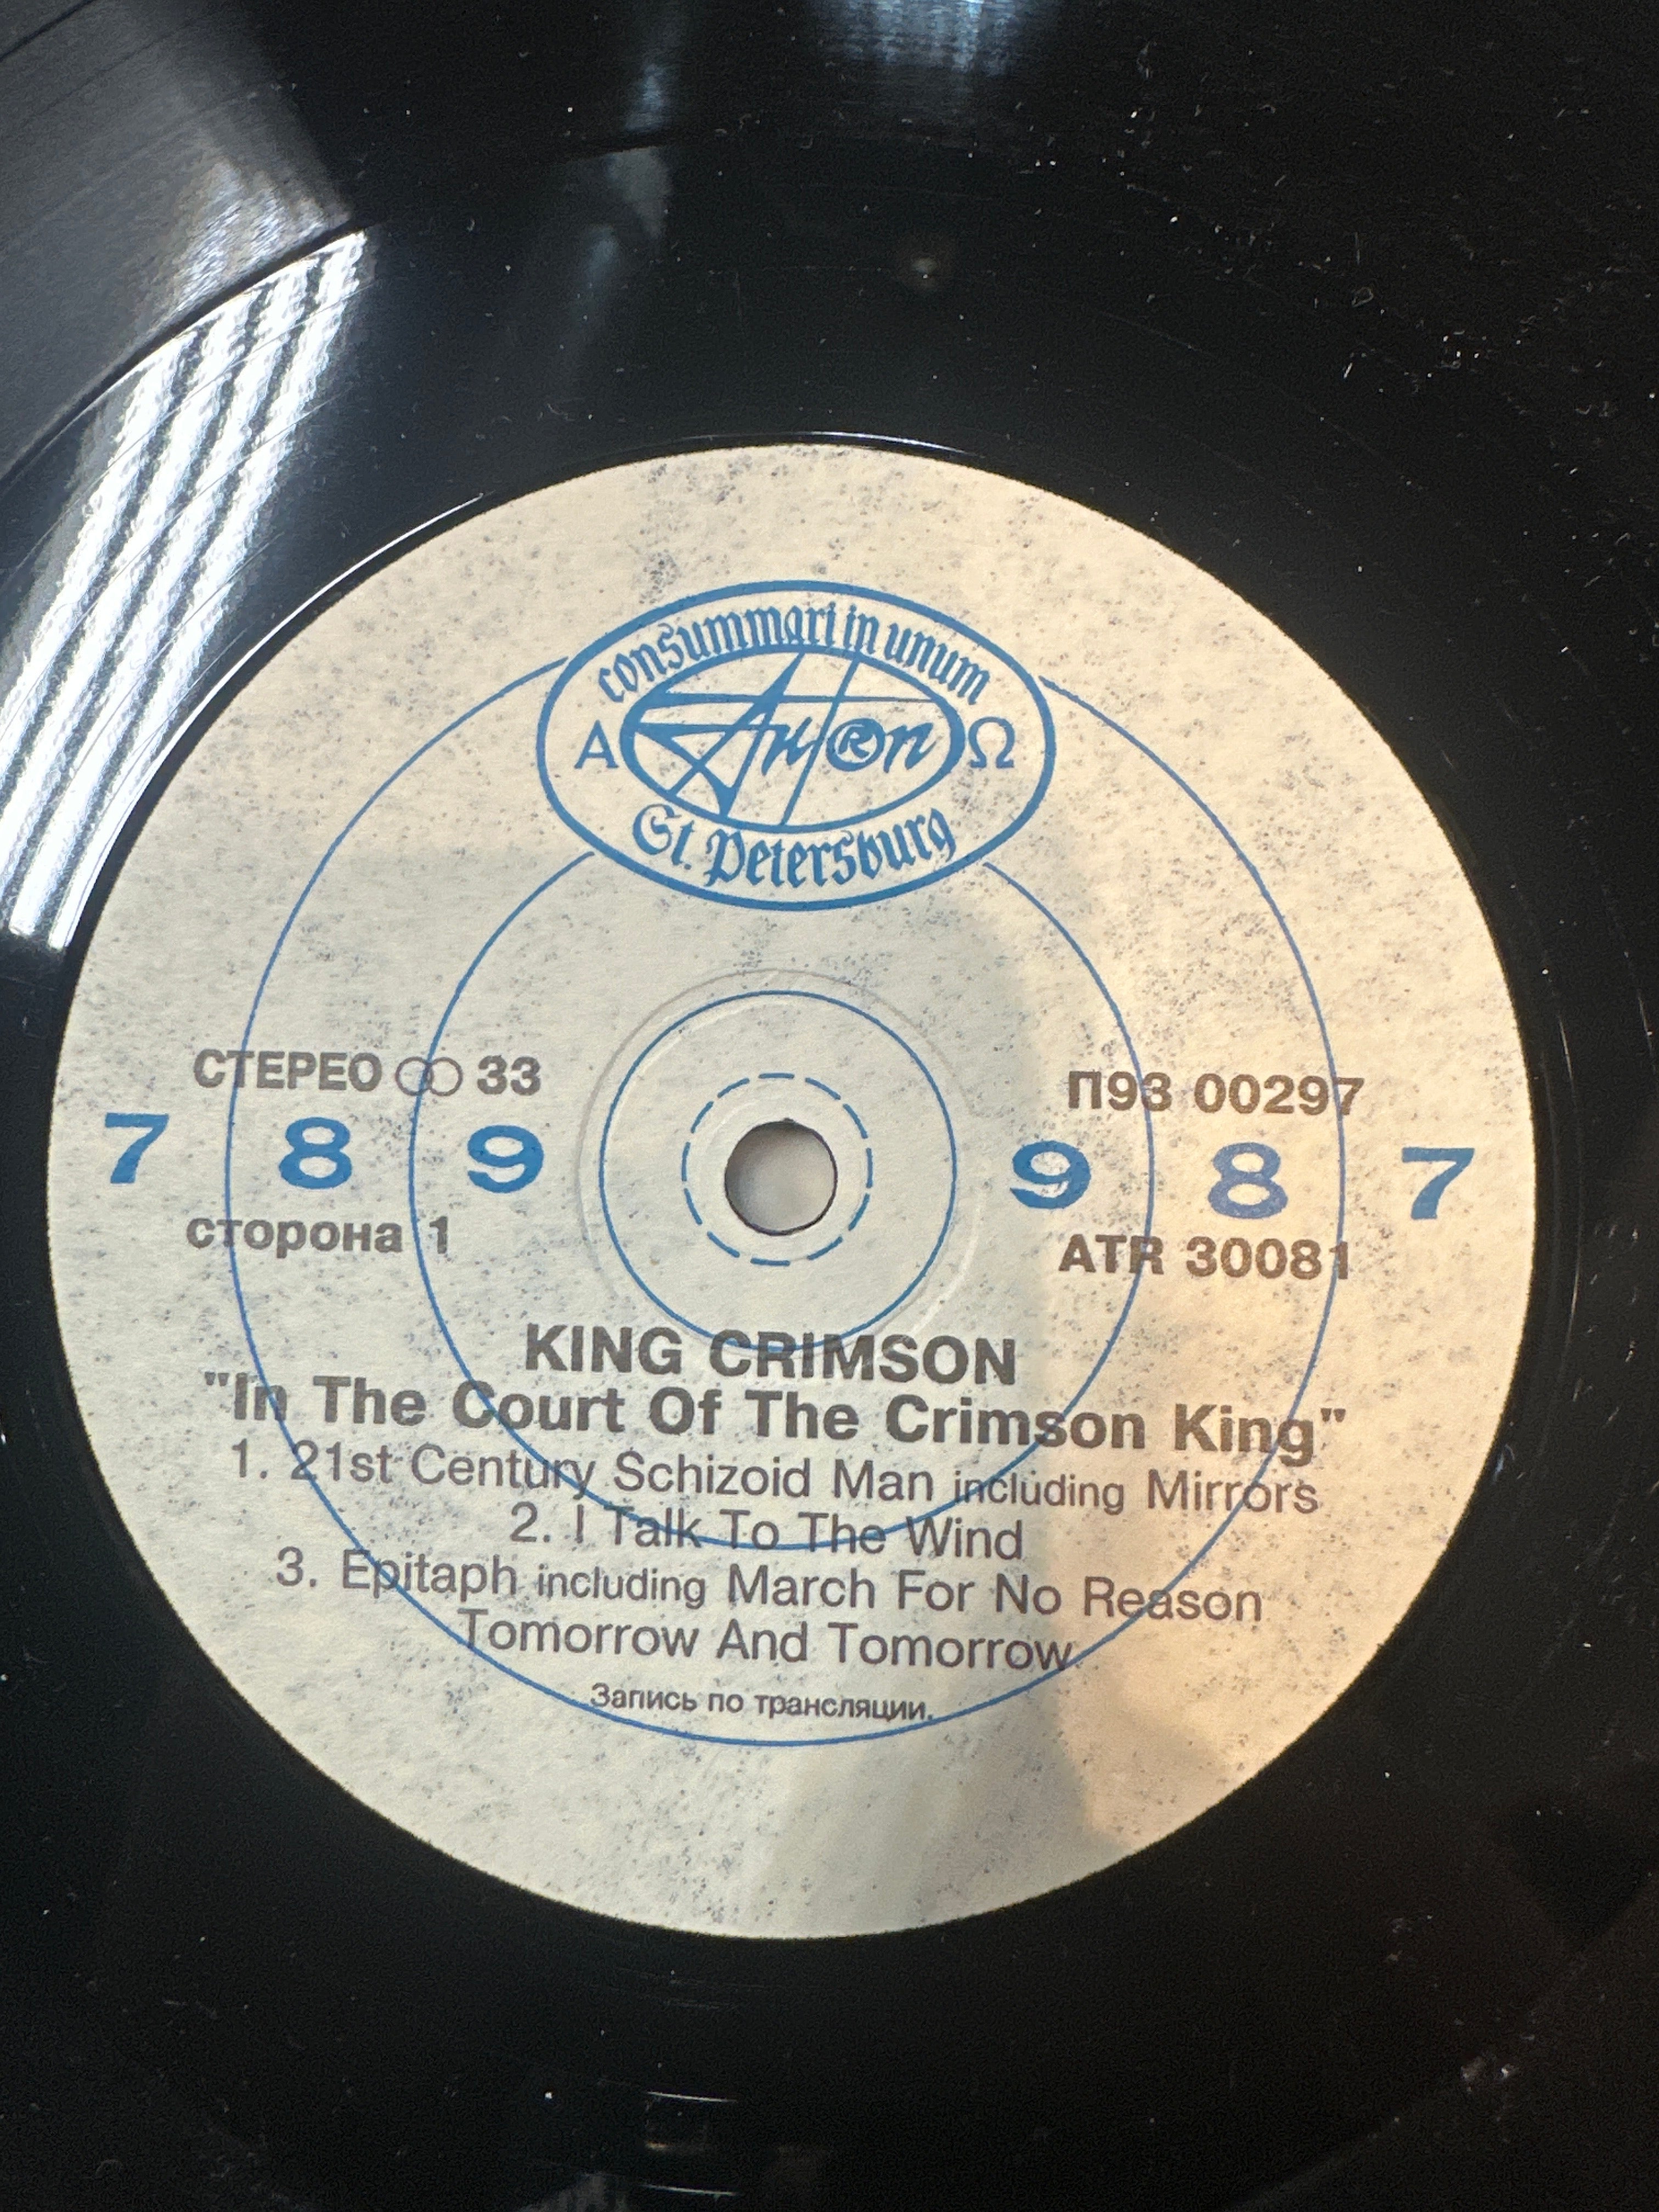 consummari in unum
Α AnTrop Ω
St. Petersburg
СТЕРЕО 33
П93 00297
7 8 9 9 8 7
сторона 1
ATR 30081
KING CRIMSON
"In The Court Of The Crimson King"
1. 21st Century Schizoid Man including Mirrors
2. I Talk To The Wind
3. Epitaph including March For No Reason
Tomorrow And Tomorrow
Запись по трансляции.